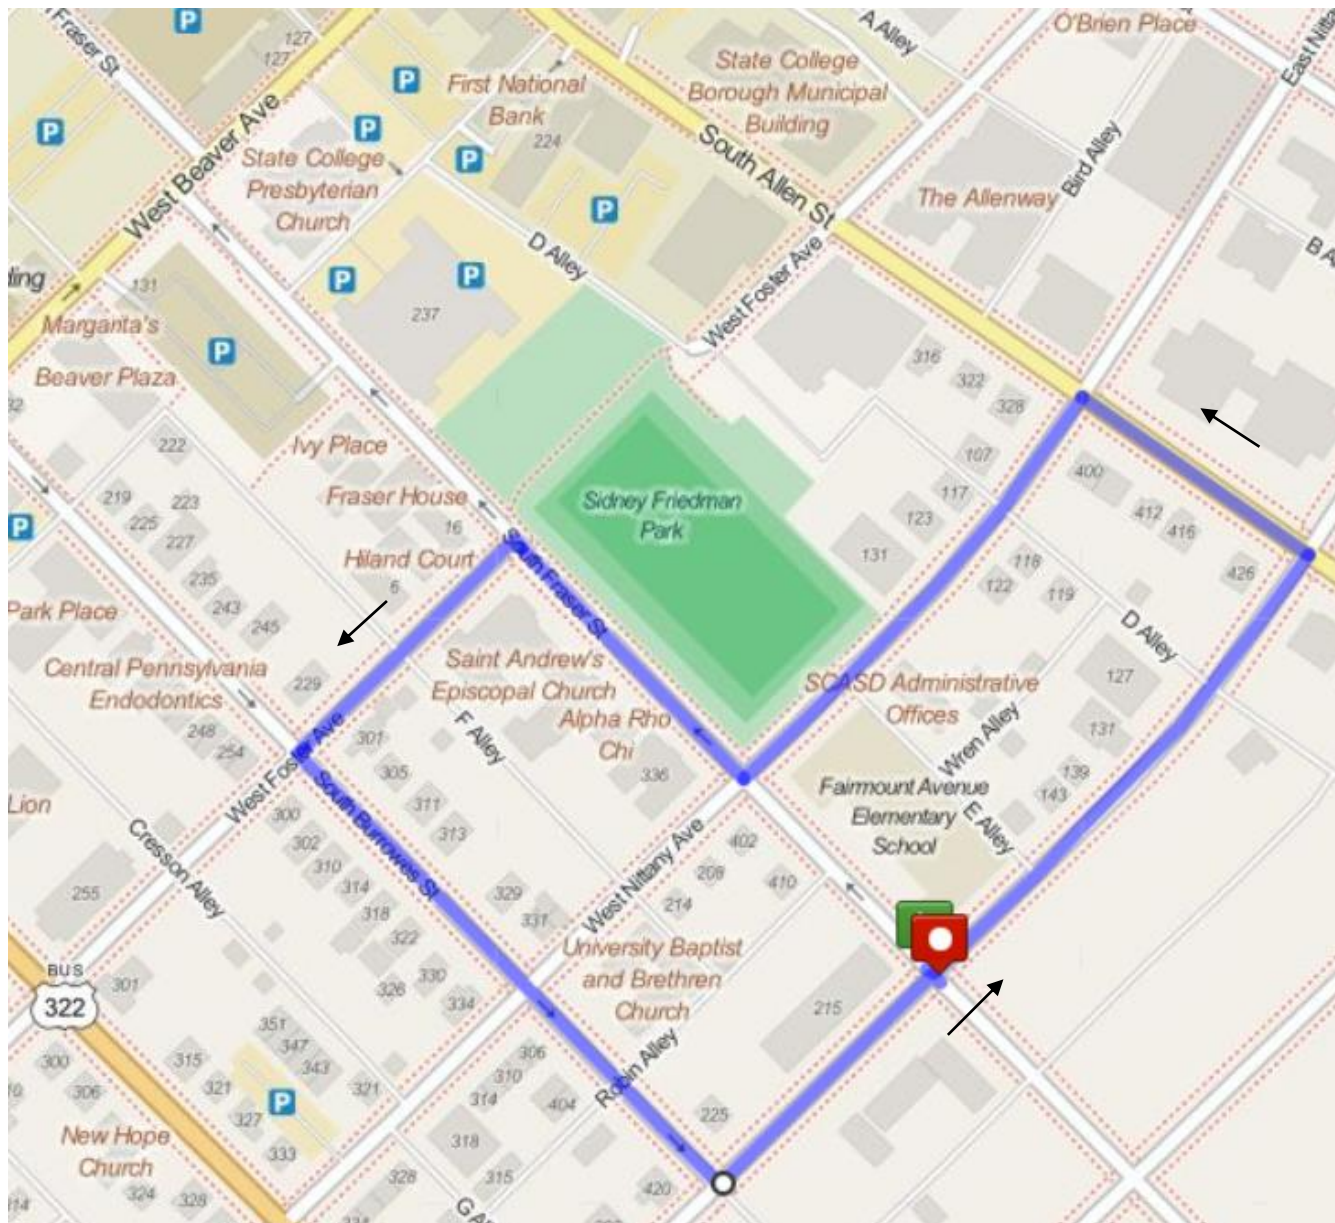 Fraser St
P
127
127
P
First National
Bank
224
State College
Borough Municipal
Building
A Alley
O'Brien Place
East Nitta
P
P
West Beaver Ave
State College
Presbyterian
Church
P
P
South Allen St
The Allenway
Bird Alley
B A
ding
131
Margarita's
Beaver Plaza
P
P
P
237
D Alley
West Foster Ave
316
322
328
222
Ivy Place
Fraser House
16
Hiland Court
6
Sidney Friedman
Park
South Fraser St
107
117
123
131
400
412
416
426
118
122
119
D Alley
219
225
223
227
235
243
245
P
Park Place
Central Pennsylvania
Endodontics
229
248
254
Saint Andrew's
Episcopal Church
Alpha Rho
Chi
336
SCASD Administrative
Offices
127
131
139
143
Wren Alley
Fairmount Avenue
Elementary
School
E Alley
Lion
West Foster Ave
301
305
311
313
F Alley
300
302
310
314
318
322
330
326
334
South Burrowes St
329
331
West Nittany Ave
402
208
410
214
Cresson Alley
255
BUS
322
301
University Baptist
and Brethren
Church
215
351
347
343
321
315
321
327
333
P
300
306
New Hope
Church
324
328
306
310
314
404
318
315
328
Robin Alley
225
420